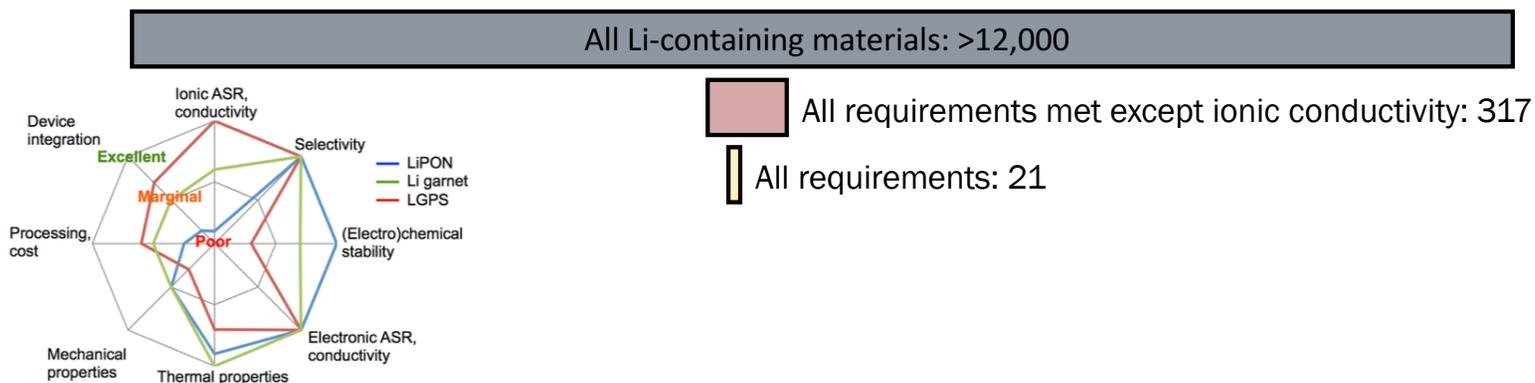 All Li-containing materials: >12,000
All requirements met except ionic conductivity: 317
All requirements: 21
Ionic ASR,
conductivity
Device
integration
Selectivity
Excellent
LiPON
Li garnet
LGPS
Marginal
Processing,
cost
Poor
(Electro)chemical
stability
Electronic ASR,
conductivity
Mechanical
properties
Thermal properties